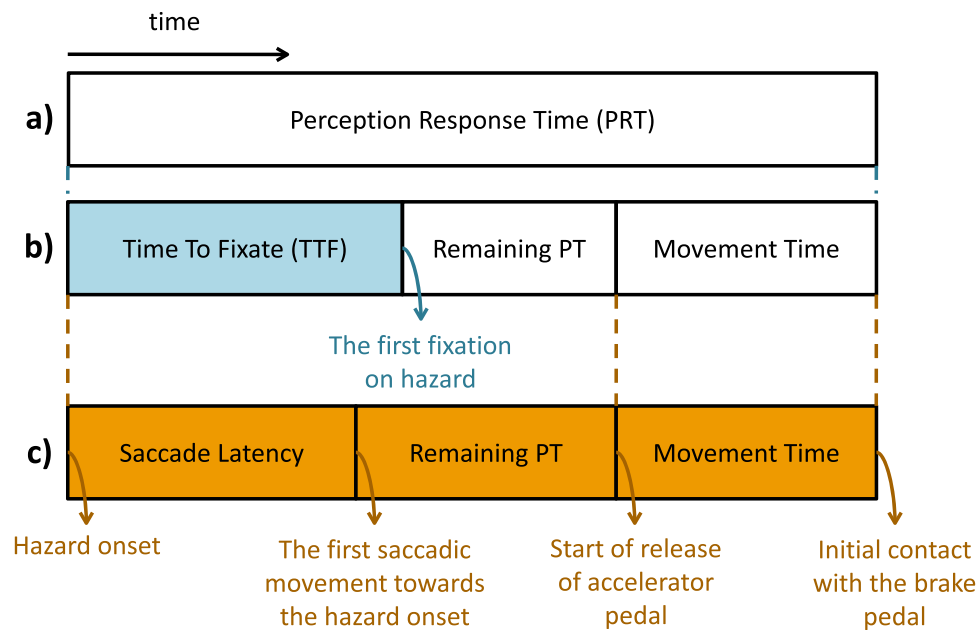 time
a)
Perception Response Time (PRT)
b)
Time To Fixate (TTF)
Remaining PT
Movement Time
The first fixation
on hazard
c)
Saccade Latency
Remaining PT
Movement Time
Hazard onset
The first saccadic
movement towards
the hazard onset
Start of release
of accelerator
pedal
Initial contact
with the brake
pedal